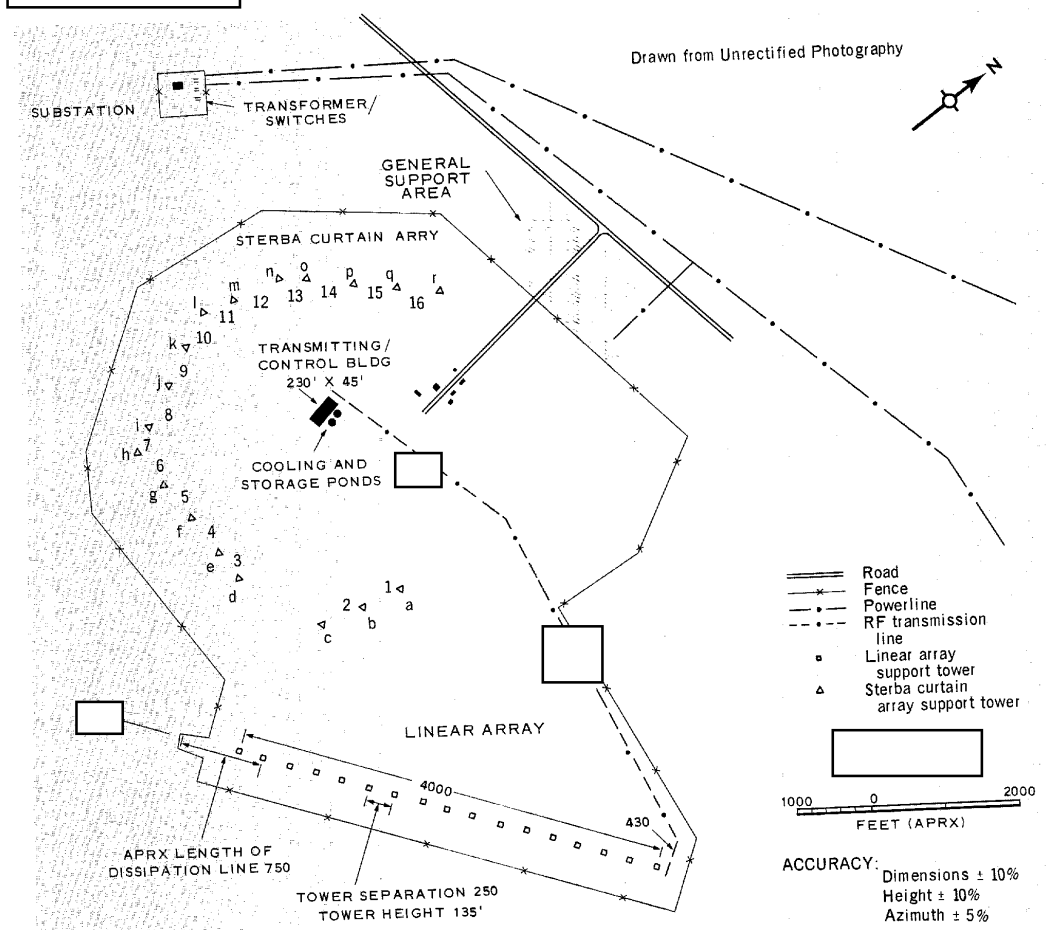 Drawn from Unrectified Photography
N
SUBSTATION
TRANSFORMER/
SWITCHES
GENERAL
SUPPORT
AREA
STERBA CURTAIN ARRY
n
o
p
q
r
m
12
13
14
15
16
l
11
10
k
9
j
8
i
7
h
6
g
5
f
4
e
3
d
TRANSMITTING/
CONTROL BLDG
230' X 45'
COOLING AND
STORAGE PONDS
1
a
2
b
c
LINEAR ARRAY
4000
430
APRX LENGTH OF
DISSIPATION LINE 750
TOWER SEPARATION 250
TOWER HEIGHT 135'
Road
Fence
Powerline
RF transmission
line
Linear array
support tower
Sterba curtain
array support tower
1000 0 2000
FEET (APRX)
ACCURACY:
Dimensions ± 10%
Height ± 10%
Azimuth ± 5%